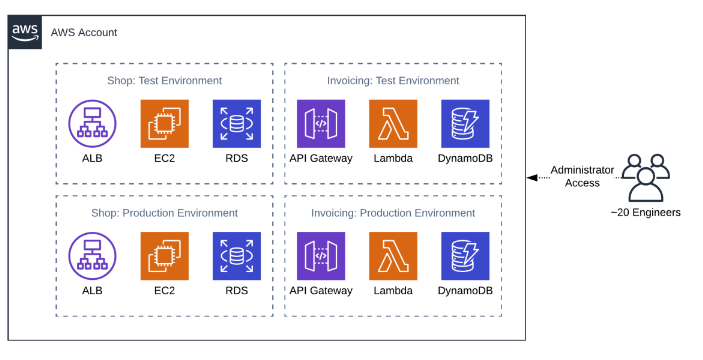 aws
AWS Account
Shop: Test Environment
ALB
EC2
RDS
Invoicing: Test Environment
API Gateway
Lambda
DynamoDB
Shop: Production Environment
ALB
EC2
RDS
Invoicing: Production Environment
API Gateway
Lambda
DynamoDB
Administrator
Access
~20 Engineers